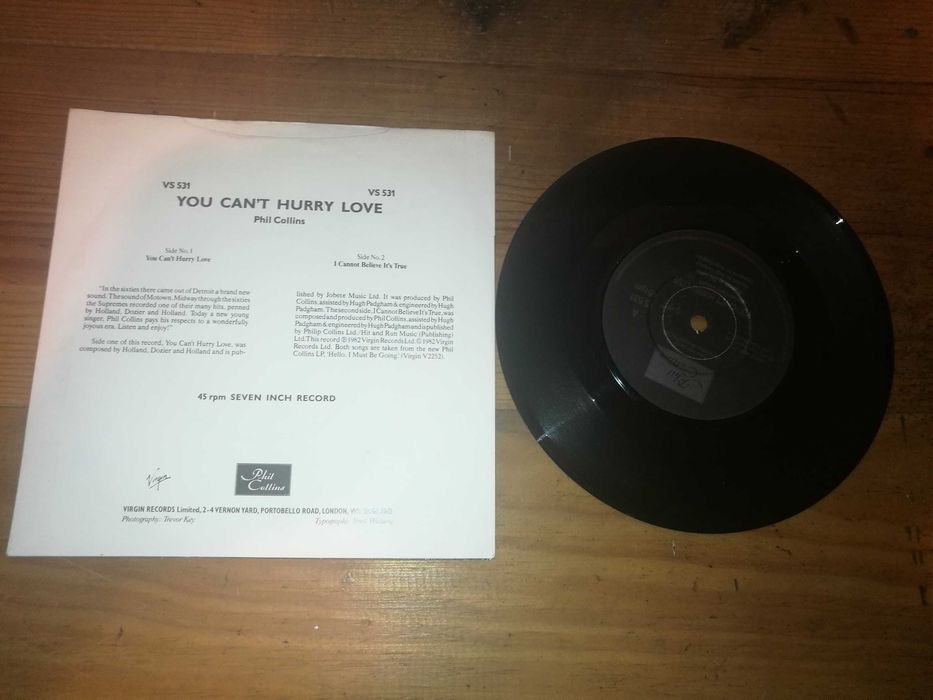 VS 531 VS 531
YOU CAN'T HURRY LOVE
Phil Collins
Side No.1
You Can't Hurry Love
Side No.2
I Cannot Believe It's True
"In the sixties there came out of Detroit a brand new
sound. The sound of Motown. Midway through the sixties
the Supremes recorded one of their many hits, penned
by Holland, Dozier and Holland. Today a new young
singer, Phil Collins pays his respects to a wonderfully
joyous era. Listen and enjoy!"
Side one of this record, You Can't Hurry Love, was
composed by Holland, Dozier and Holland and is pub-
lished by Jobete Music Ltd. It was produced by Phil
Collins, assisted by Hugh Padgham & engineered by Hugh
Padgham. The second side, I Cannot Believe It's True, was
composed and produced by Phil Collins, assisted by Hugh
Padgham & engineered by Hugh Padgham and is published
by Philip Collins Ltd./Hit and Run Music (Publishing)
Ltd. This record ℗ 1982 Virgin Records Ltd. © 1982 Virgin
Records Ltd. Both songs are taken from the new Phil
Collins LP, 'Hello, I Must Be Going.' (Virgin V2252).
45 rpm SEVEN INCH RECORD
Virgin
Phil
Collins
VIRGIN RECORDS Limited, 2-4 VERNON YARD, PORTOBELLO ROAD, LONDON,
Photography: Trevor Key
Typography:
Phil
Collins